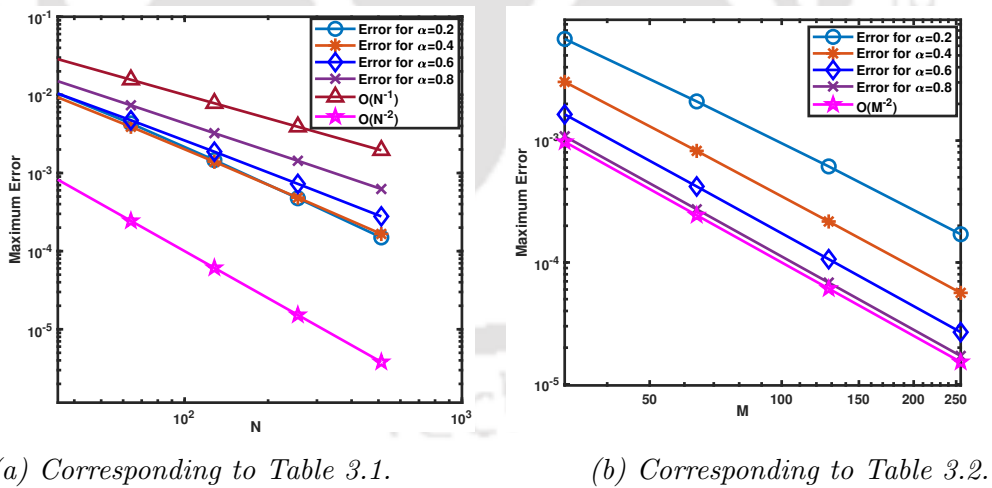 10^-1
10^-2
10^-3
10^-4
10^-5
Maximum Error
Error for α=0.2
Error for α=0.4
Error for α=0.6
Error for α=0.8
O(N^-1)
O(N^-2)
10^2
10^3
N
10^-3
10^-4
10^-5
Maximum Error
Error for α=0.2
Error for α=0.4
Error for α=0.6
Error for α=0.8
O(M^-2)
50 100 150 200 250
M
(a) Corresponding to Table 3.1.
(b) Corresponding to Table 3.2.